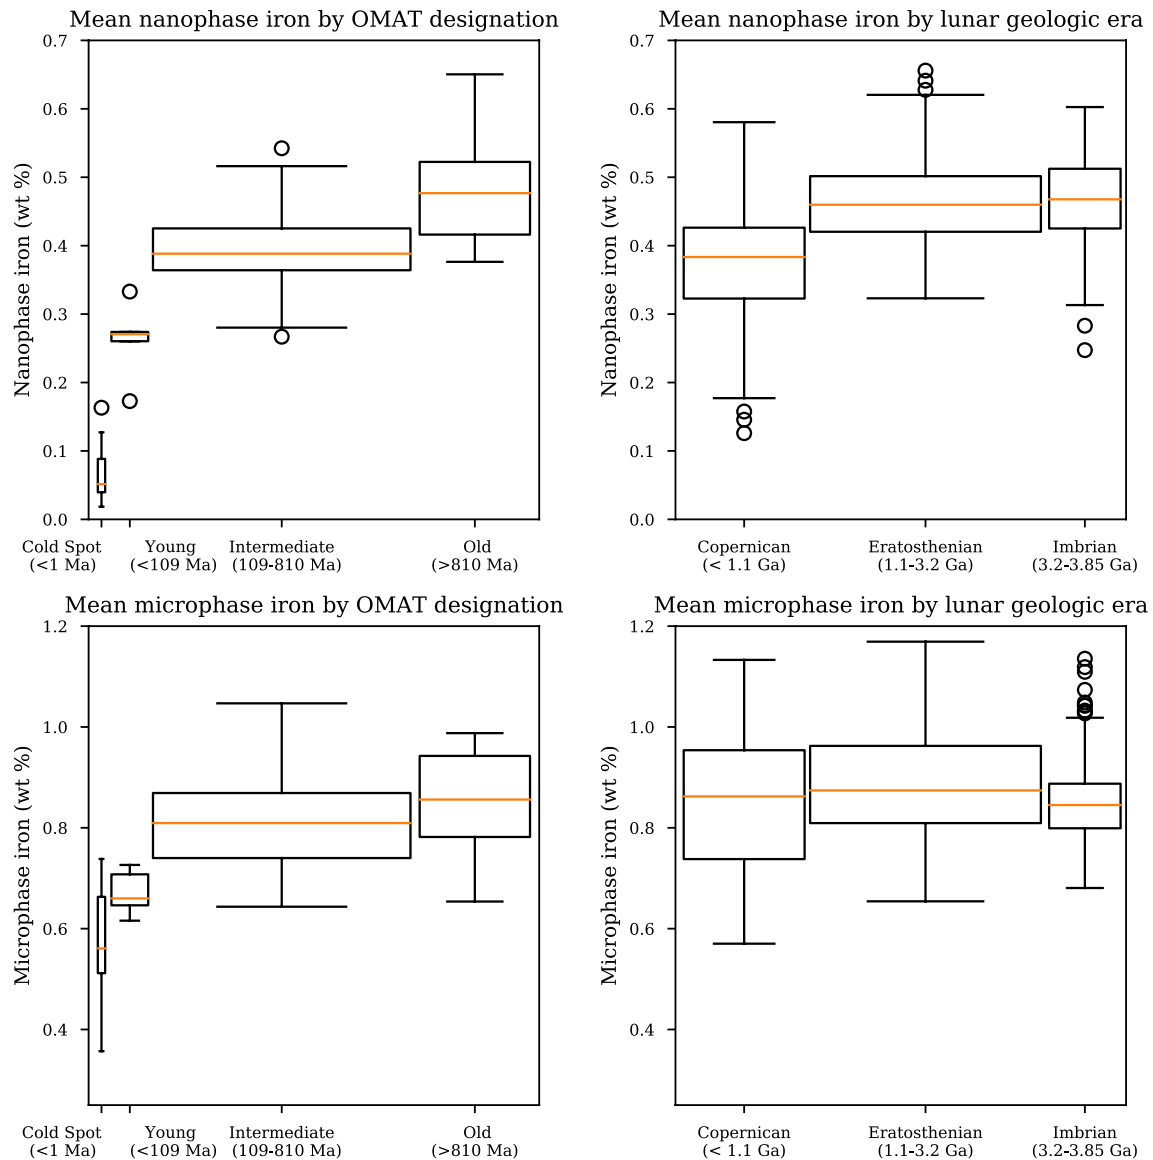 Mean nanophase iron by OMAT designation
Nanophase iron (wt %)
0.7
0.6
0.5
0.4
0.3
0.2
0.1
0.0
Cold Spot
(<1 Ma)
Young
(<109 Ma)
Intermediate
(109-810 Ma)
Old
(>810 Ma)
Mean nanophase iron by lunar geologic era
Nanophase iron (wt %)
0.7
0.6
0.5
0.4
0.3
0.2
0.1
0.0
Copernican
(< 1.1 Ga)
Eratosthenian
(1.1-3.2 Ga)
Imbrian
(3.2-3.85 Ga)
Mean microphase iron by OMAT designation
Microphase iron (wt %)
1.2
1.0
0.8
0.6
0.4
Cold Spot
(<1 Ma)
Young
(<109 Ma)
Intermediate
(109-810 Ma)
Old
(>810 Ma)
Mean microphase iron by lunar geologic era
Microphase iron (wt %)
1.2
1.0
0.8
0.6
0.4
Copernican
(< 1.1 Ga)
Eratosthenian
(1.1-3.2 Ga)
Imbrian
(3.2-3.85 Ga)